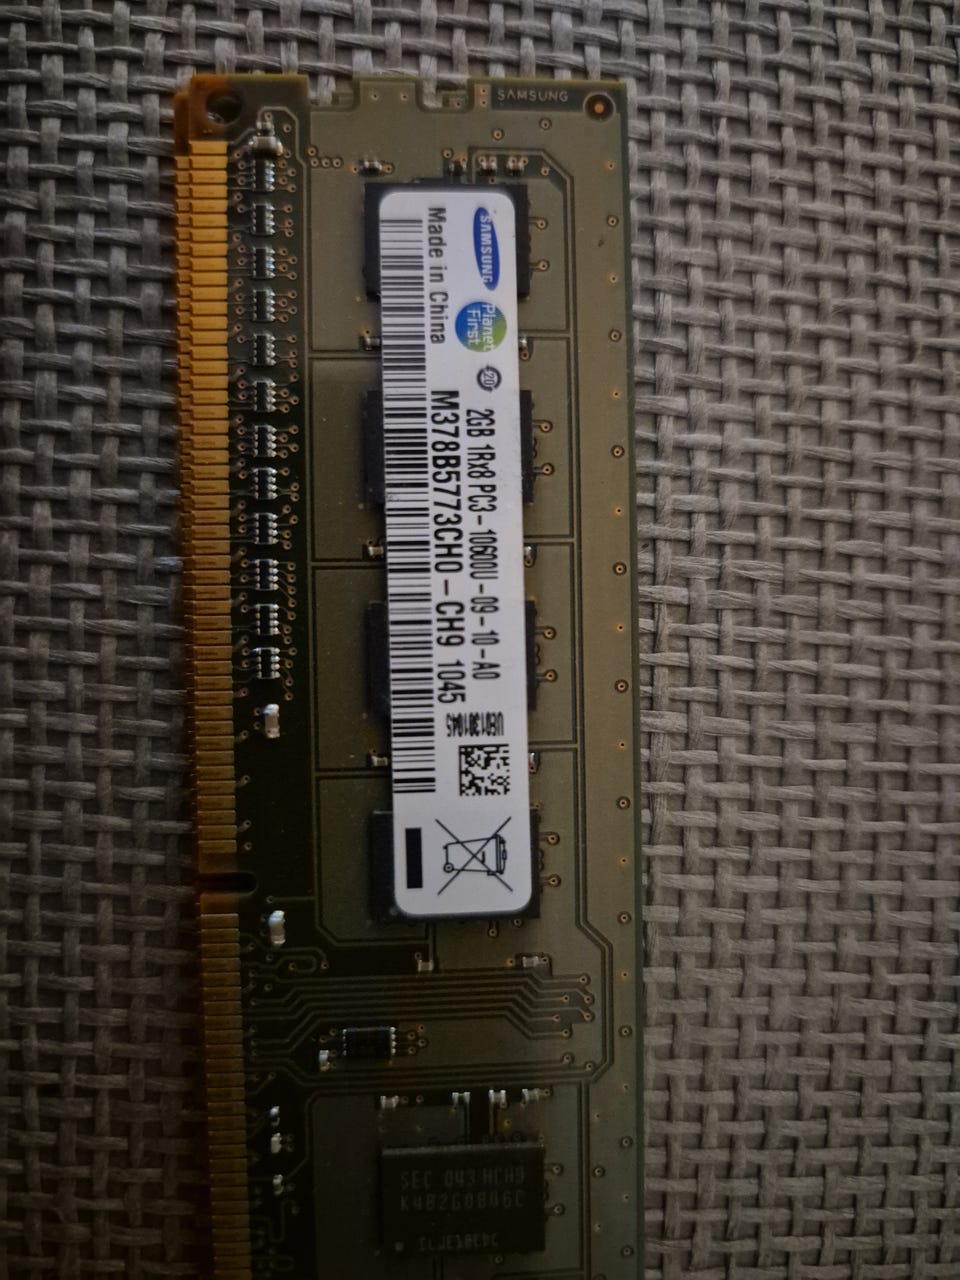 SAMSUNG
SAMSUNG
Planet First
+20
Made in China
2GB 1Rx8 PC3-10600U-09-10-A0
M378B5773CH0-CH9 1045
SEC 043 HCH9
K4B2G0846C